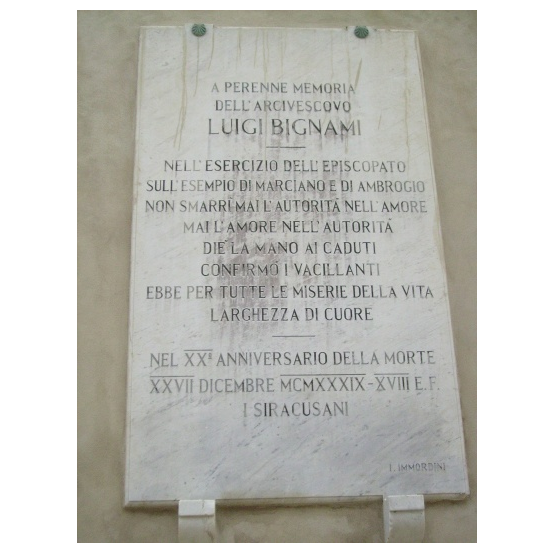 A PERENNE MEMORIA
DELL'ARCIVESCOVO
LUIGI BIGNAMI
NELL'ESERCIZIO DELL'EPISCOPATO
SULL'ESEMPIO DI MARCIANO E DI AMBROGIO
NON SMARRI MAI L'AUTORITÀ NELL'AMORE
MAI L'AMORE NELL'AUTORITÀ
DIE LA MANO AI CADUTI
CONFIRMÒ I VACILLANTI
EBBE PER TUTTE LE MISERIE DELLA VITA
LARGHEZZA DI CUORE
NEL XX° ANNIVERSARIO DELLA MORTE
XXVII DICEMBRE MCMXXXIX-XVIII E.F.
I SIRACUSANI
I. IMMORDINI